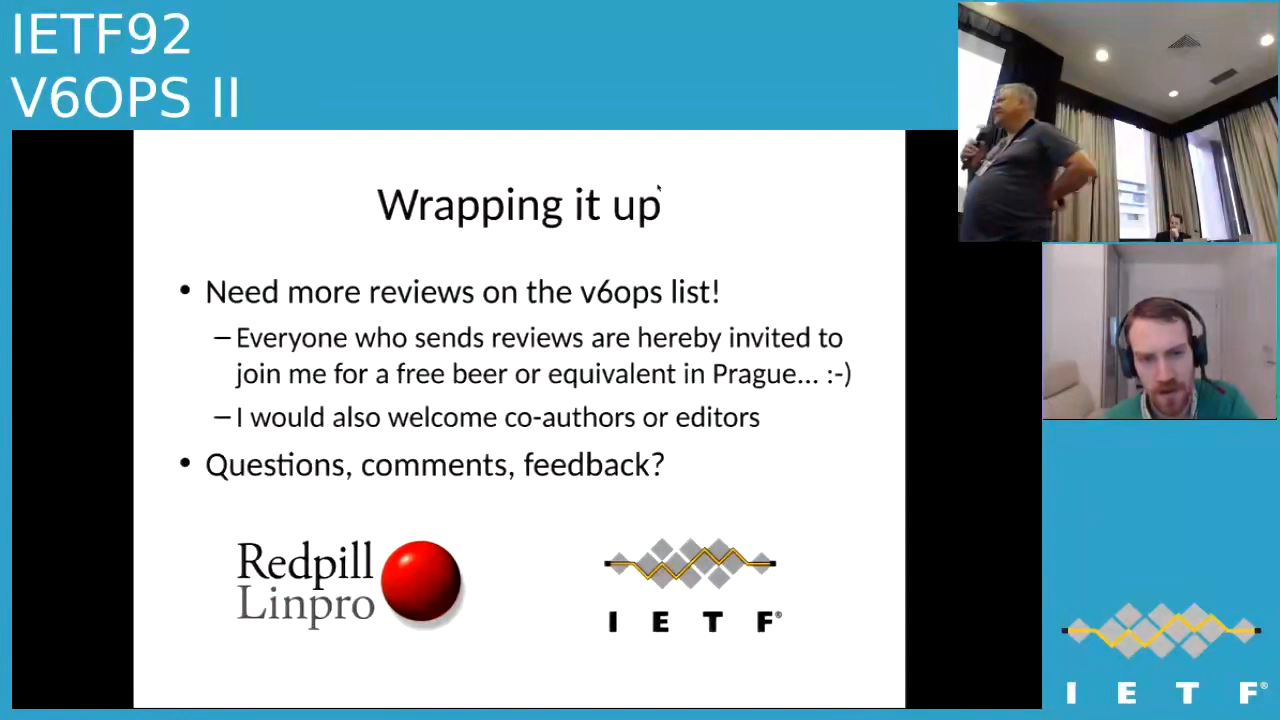 IETF92
V6OPS II
Wrapping it up
• Need more reviews on the v6ops list!
– Everyone who sends reviews are hereby invited to
join me for a free beer or equivalent in Prague... :-)
– I would also welcome co-authors or editors
• Questions, comments, feedback?
Redpill
Linpro
I E T F®
I E T F®